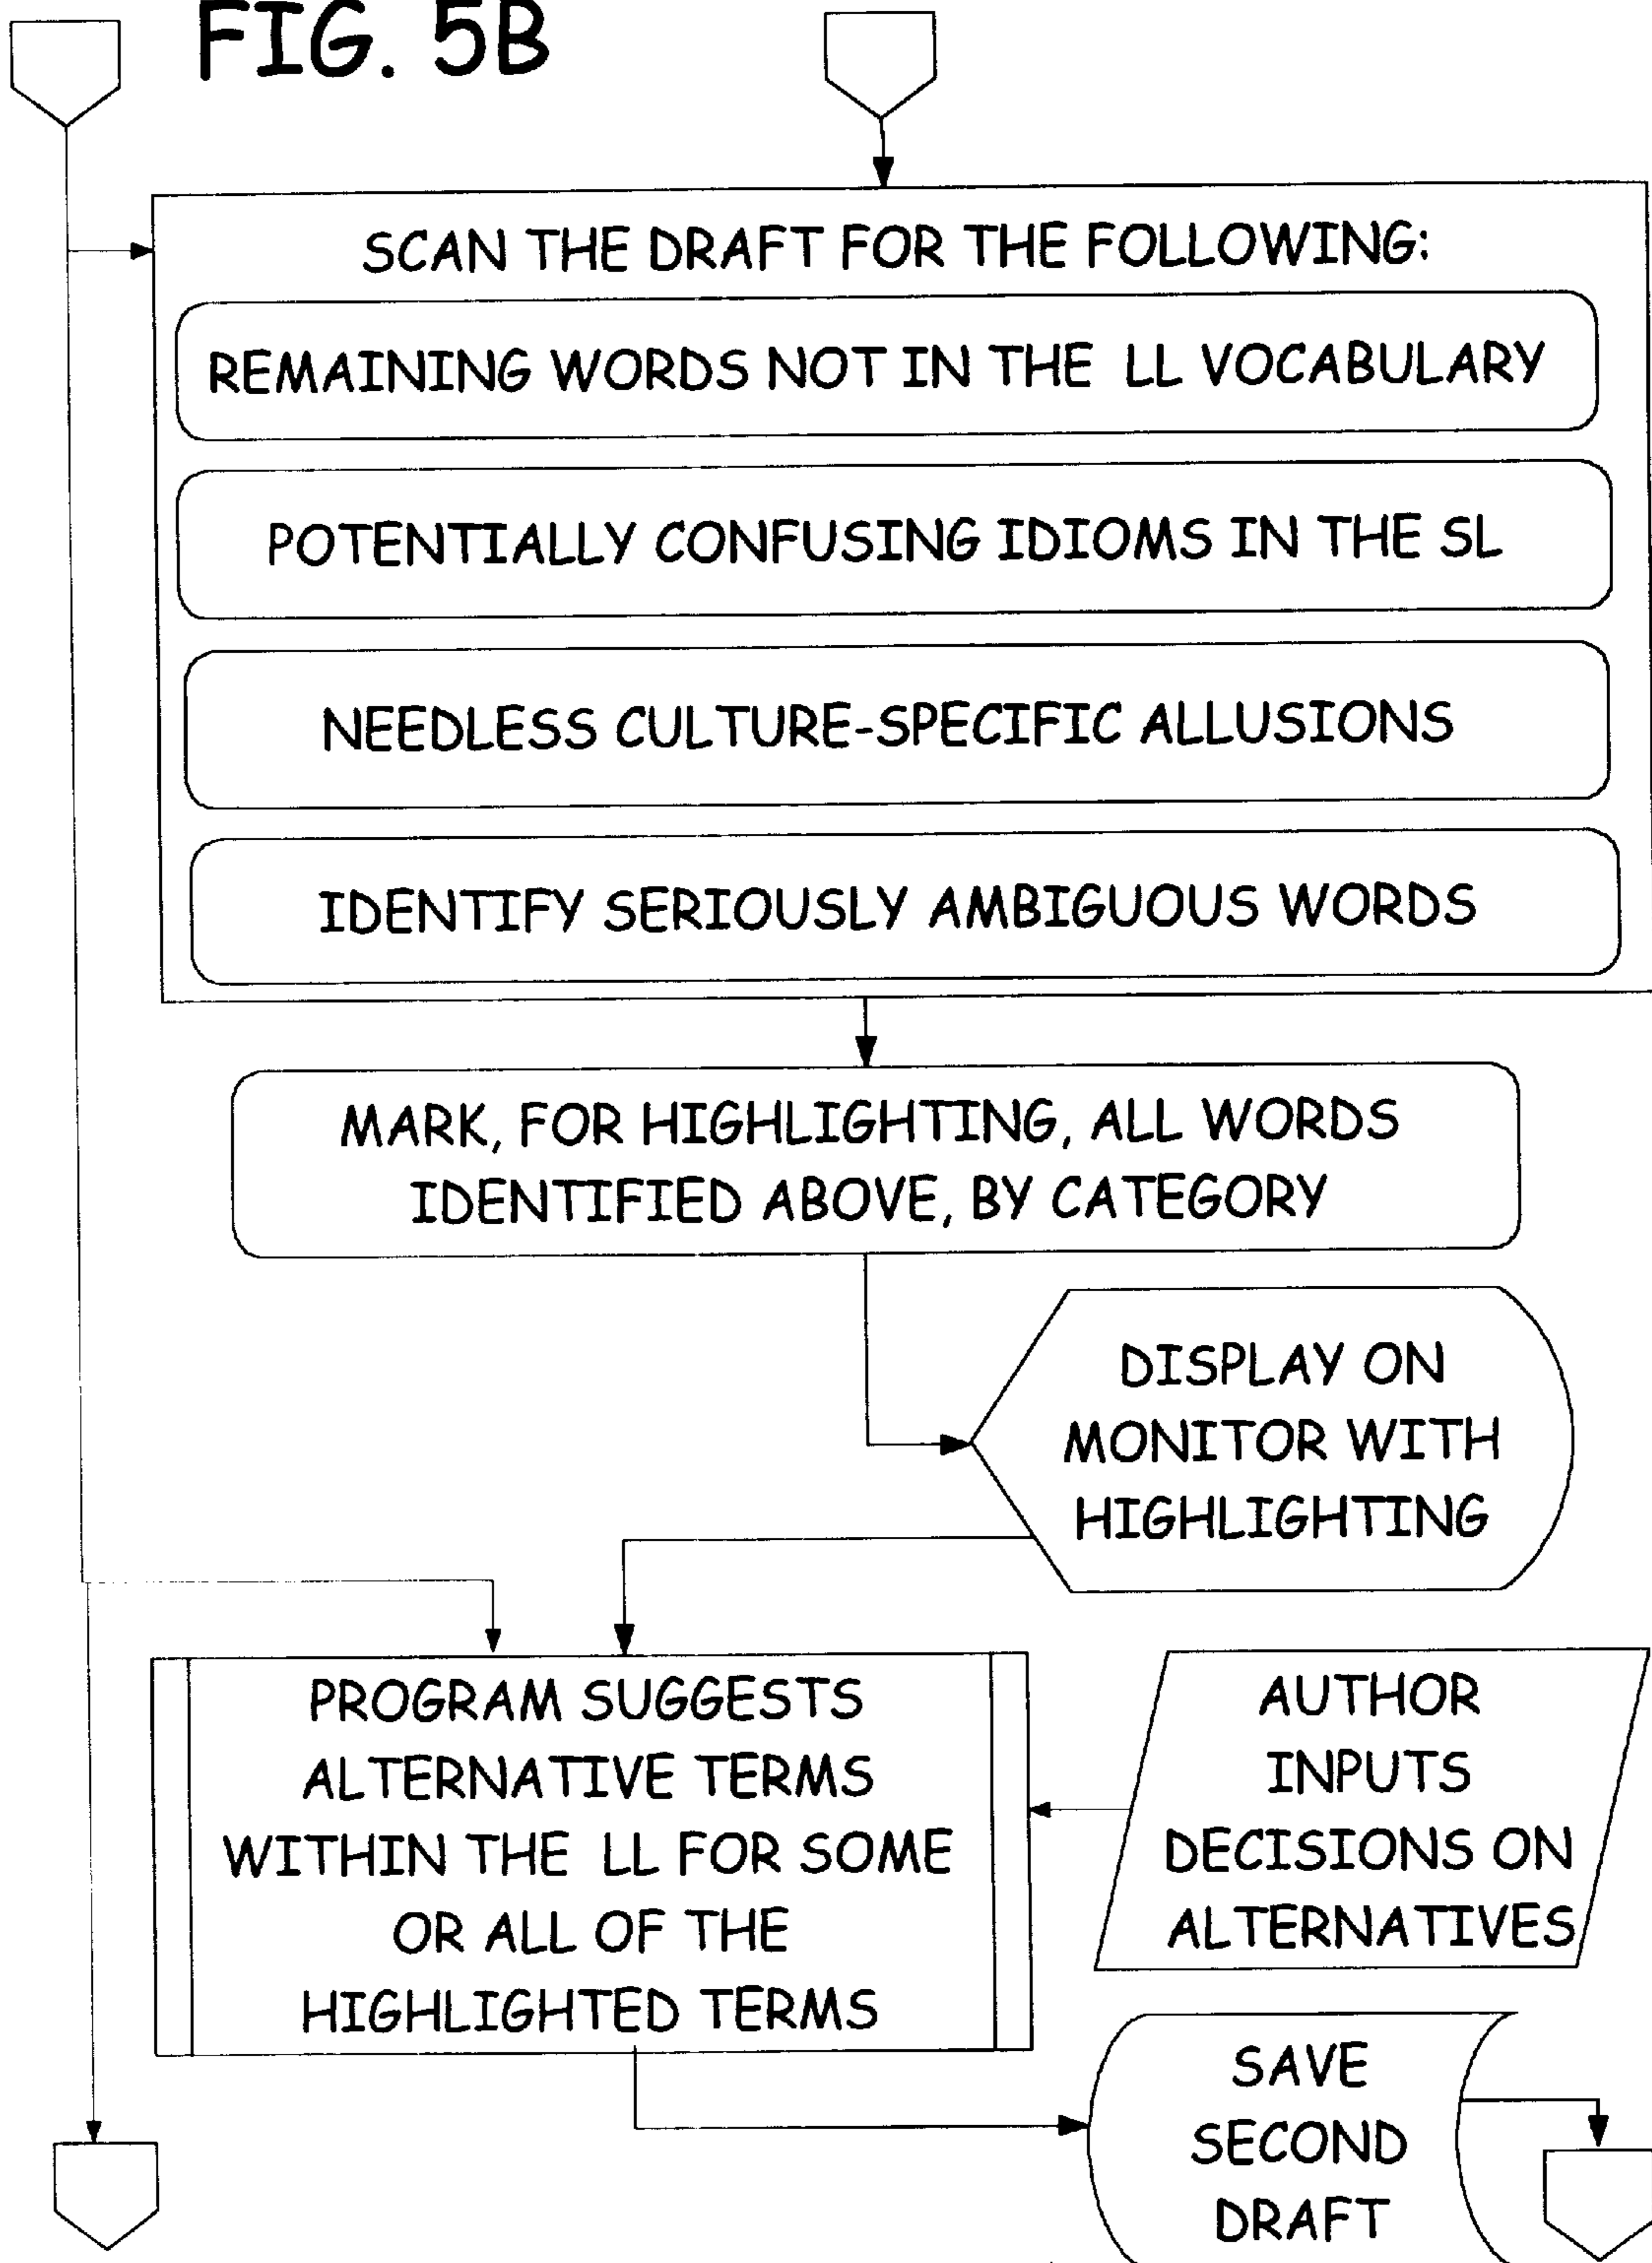 FIG. 5B
SCAN THE DRAFT FOR THE FOLLOWING:
REMAINING WORDS NOT IN THE LL VOCABULARY
POTENTIALLY CONFUSING IDIOMS IN THE SL
NEEDLESS CULTURE-SPECIFIC ALLUSIONS
IDENTIFY SERIOUSLY AMBIGUOUS WORDS
MARK, FOR HIGHLIGHTING, ALL WORDS
IDENTIFIED ABOVE, BY CATEGORY
DISPLAY ON
MONITOR WITH
HIGHLIGHTING
PROGRAM SUGGESTS
ALTERNATIVE TERMS
WITHIN THE LL FOR SOME
OR ALL OF THE
HIGHLIGHTED TERMS
AUTHOR
INPUTS
DECISIONS ON
ALTERNATIVES
SAVE
SECOND
DRAFT